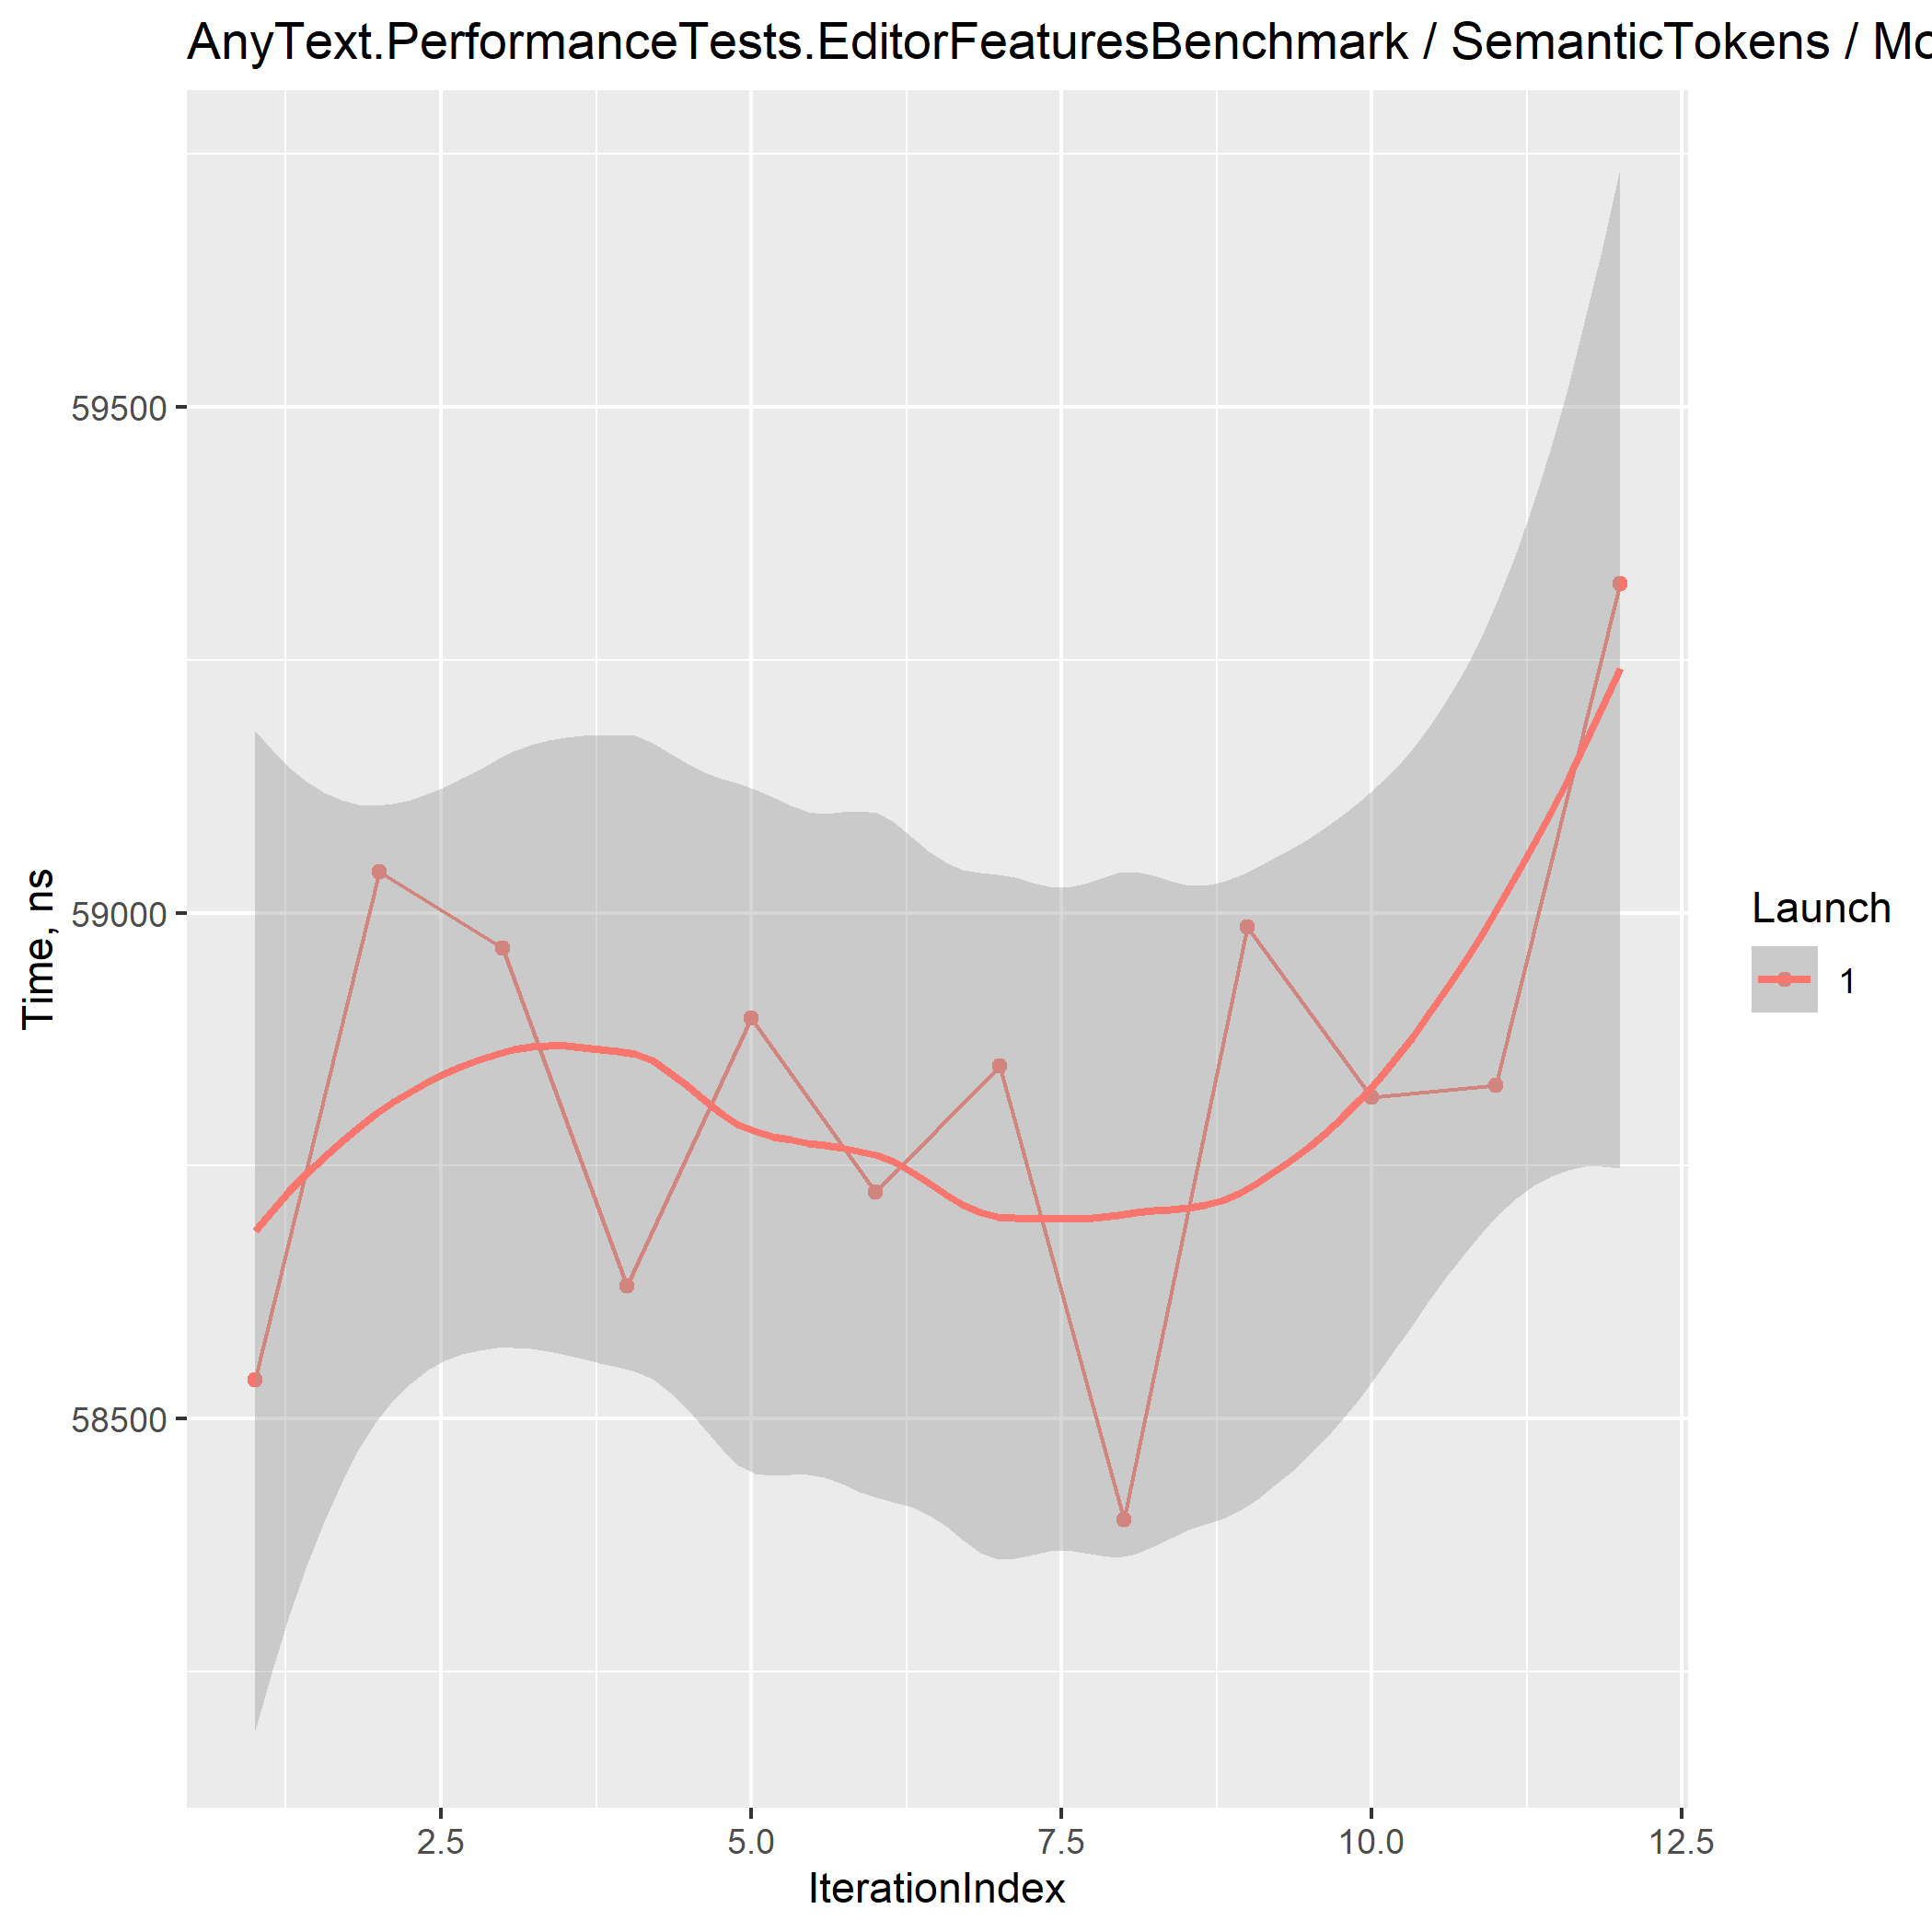 AnyText.PerformanceTests.EditorFeaturesBenchmark / SemanticTokens /
59500
59000
58500
Time, ns
2.5
5.0
7.5
10.0
12.5
IterationIndex
Launch
1